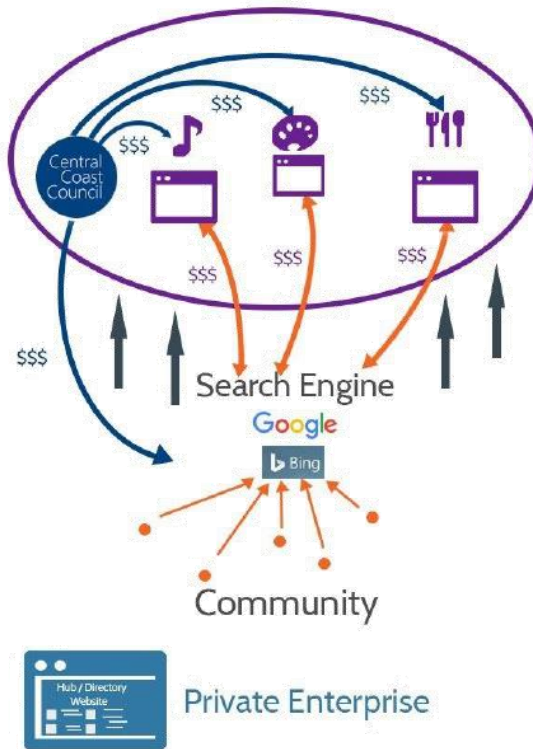 $$$
$$$
$$$
Central
Coast
Council
$$$
$$$
$$$
$$$
Search Engine
Google
Bing
Community
Hub / Directory
Website
Private Enterprise